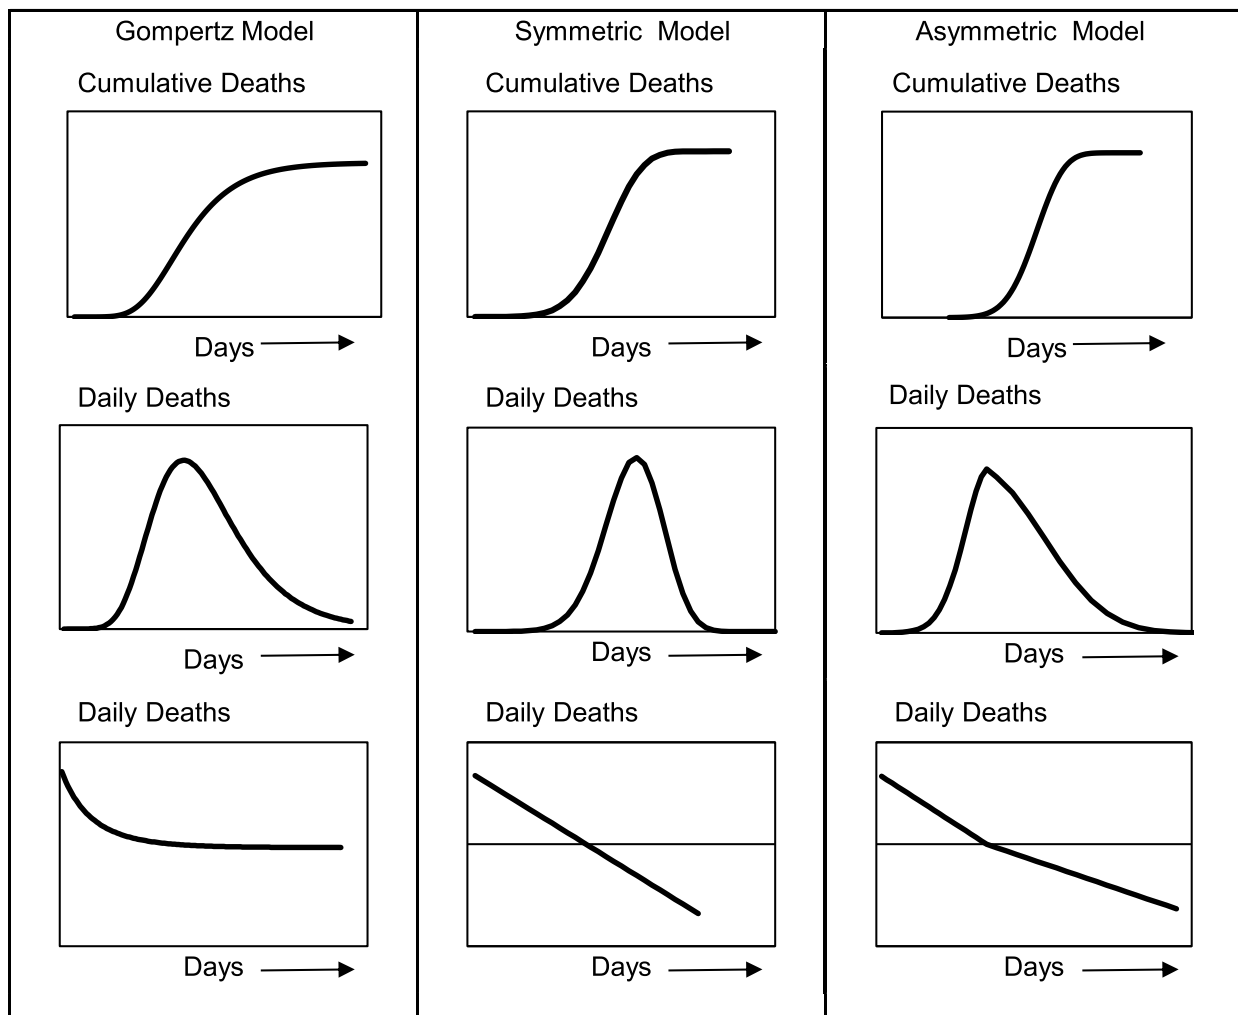 Gompertz Model
Cumulative Deaths
Days
Daily Deaths
Days
Daily Deaths
Days
Symmetric  Model
Cumulative Deaths
Days
Daily Deaths
Days
Daily Deaths
Days
Asymmetric  Model
Cumulative Deaths
Days
Daily Deaths
Days
Daily Deaths
Days